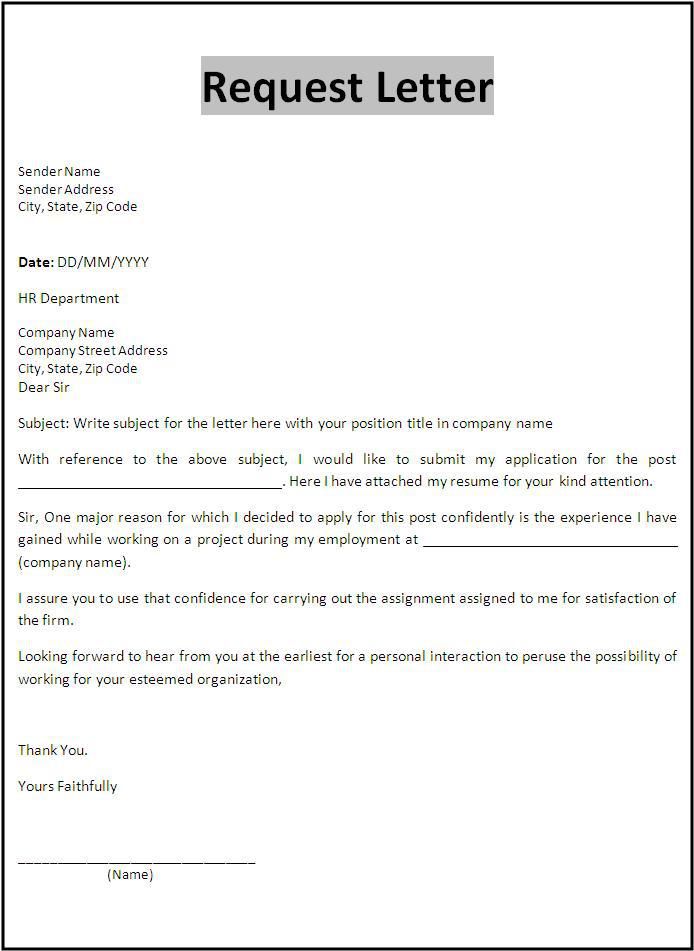 Request Letter
Sender Name
Sender Address
City, State, Zip Code
Date: DD/MM/YYYY
HR Department
Company Name
Company Street Address
City, State, Zip Code
Dear Sir
Subject: Write subject for the letter here with your position title in company name
With reference to the above subject, I would like to submit my application for the post
_________________________________. Here I have attached my resume for your kind attention.
Sir, One major reason for which I decided to apply for this post confidently is the experience I have
gained while working on a project during my employment at ________________________________
(company name).
I assure you to use that confidence for carrying out the assignment assigned to me for satisfaction of
the firm.
Looking forward to hear from you at the earliest for a personal interaction to peruse the possibility of
working for your esteemed organization,
Thank You.
Yours Faithfully
______________________________
(Name)